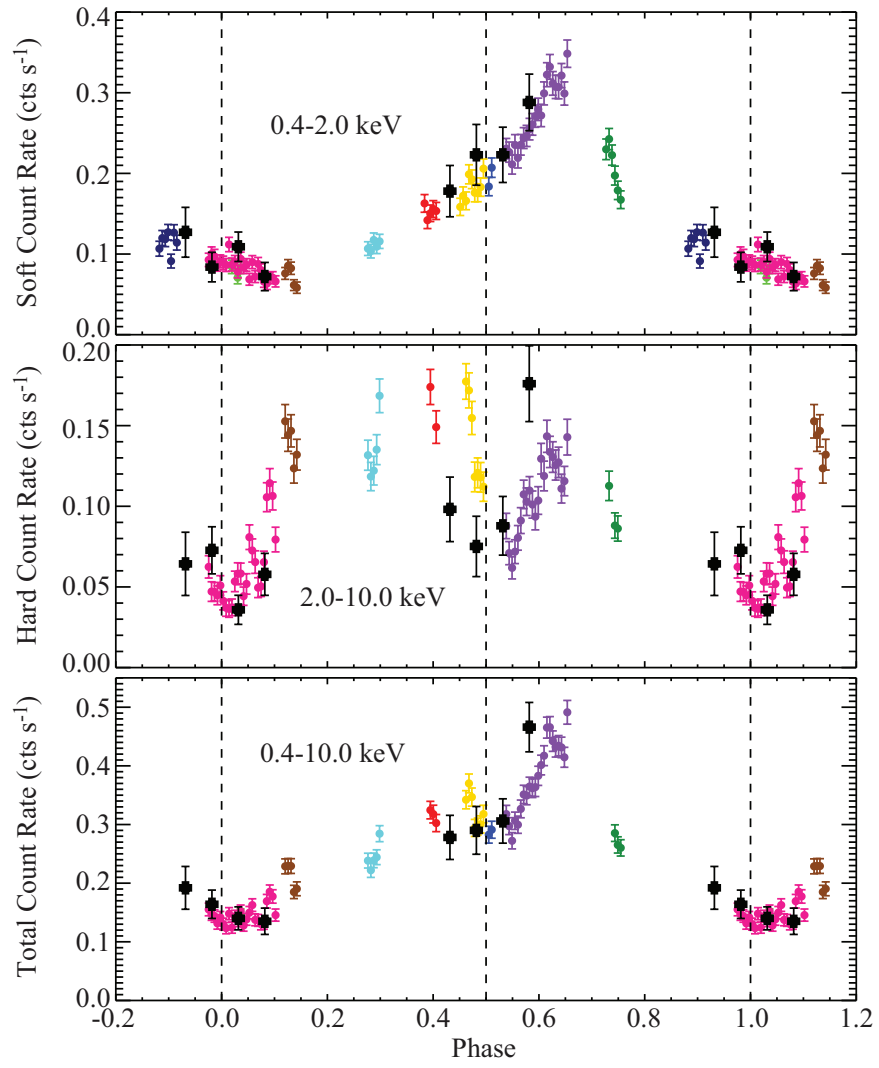 0.4
0.3
0.2
0.1
0.0
Soft Count Rate (cts s⁻¹)
0.4-2.0 keV
0.20
0.15
0.10
0.05
0.00
Hard Count Rate (cts s⁻¹)
2.0-10.0 keV
0.5
0.4
0.3
0.2
0.1
0.0
Total Count Rate (cts s⁻¹)
0.4-10.0 keV
-0.2 0.0 0.2 0.4 0.6 0.8 1.0 1.2
Phase